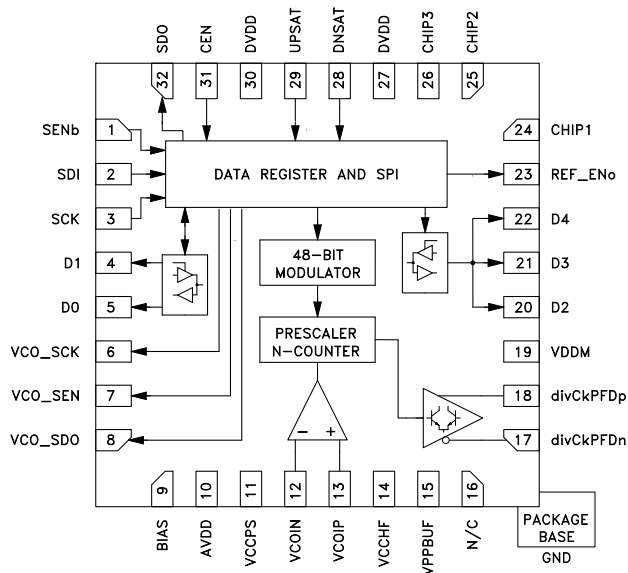 SDO CEN DVDD UPSAT DNSAT DVDD CHIP3 CHIP2
32 31 30 29 28 27 26 25
SENb 1
24 CHIP1
SDI 2
DATA REGISTER AND SPI
23 REF_ENo
SCK 3
22 D4
D1 4
48-BIT
MODULATOR
21 D3
D0 5
20 D2
VCO_SCK 6
PRESCALER
N-COUNTER
19 VDDM
VCO_SEN 7
18 divCkPFDp
VCO_SDO 8
- +
17 divCkPFDn
9 10 11 12 13 14 15 16
BIAS AVDD VCCPS VCOIN VCOIP VCCHF VPPBUF N/C
PACKAGE
BASE
GND